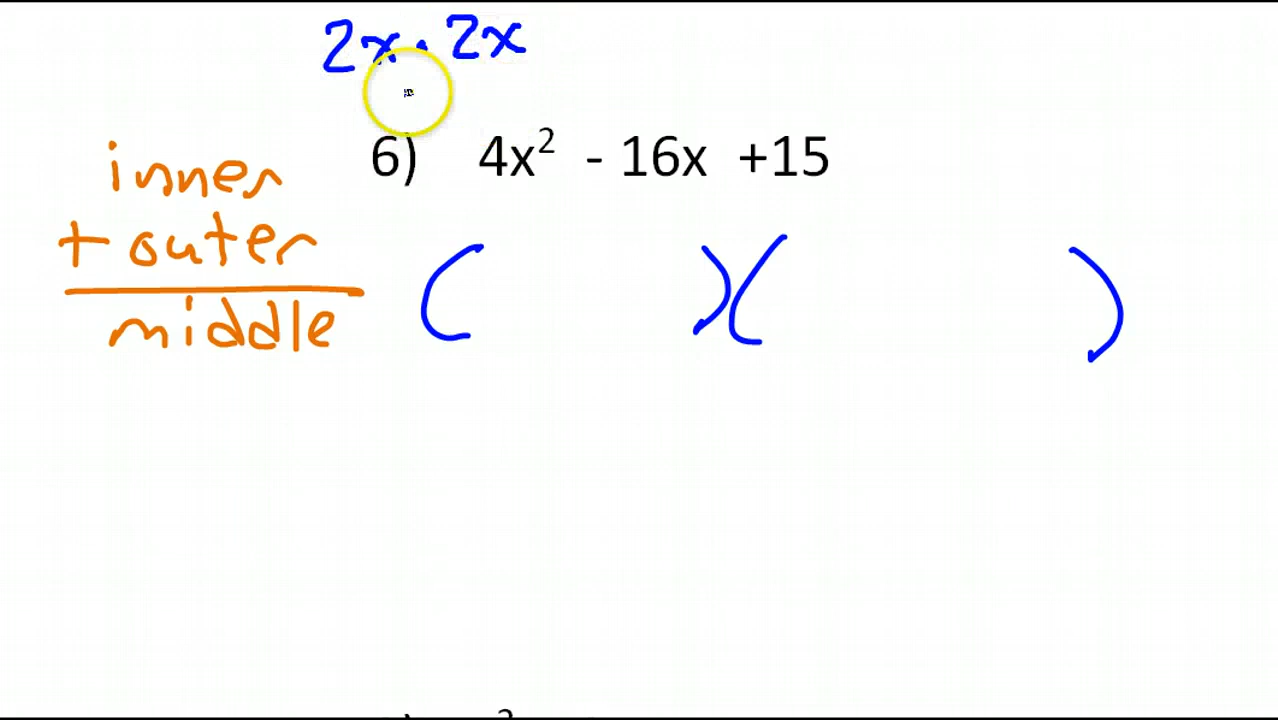 2x · 2x
6) 4x² - 16x +15
inner
+ outer
middle
( )( )